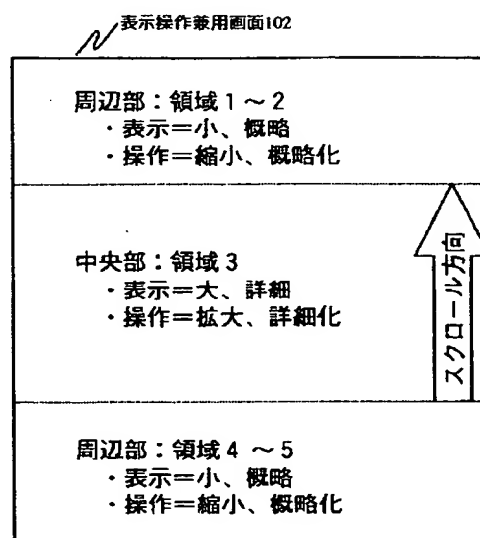 表示操作兼用画面102
周辺部：領域1～2
・表示＝小、概略
・操作＝縮小、概略化
中央部：領域3
・表示＝大、詳細
・操作＝拡大、詳細化
スクロール方向
周辺部：領域4 ～5
・表示＝小、概略
・操作＝縮小、概略化